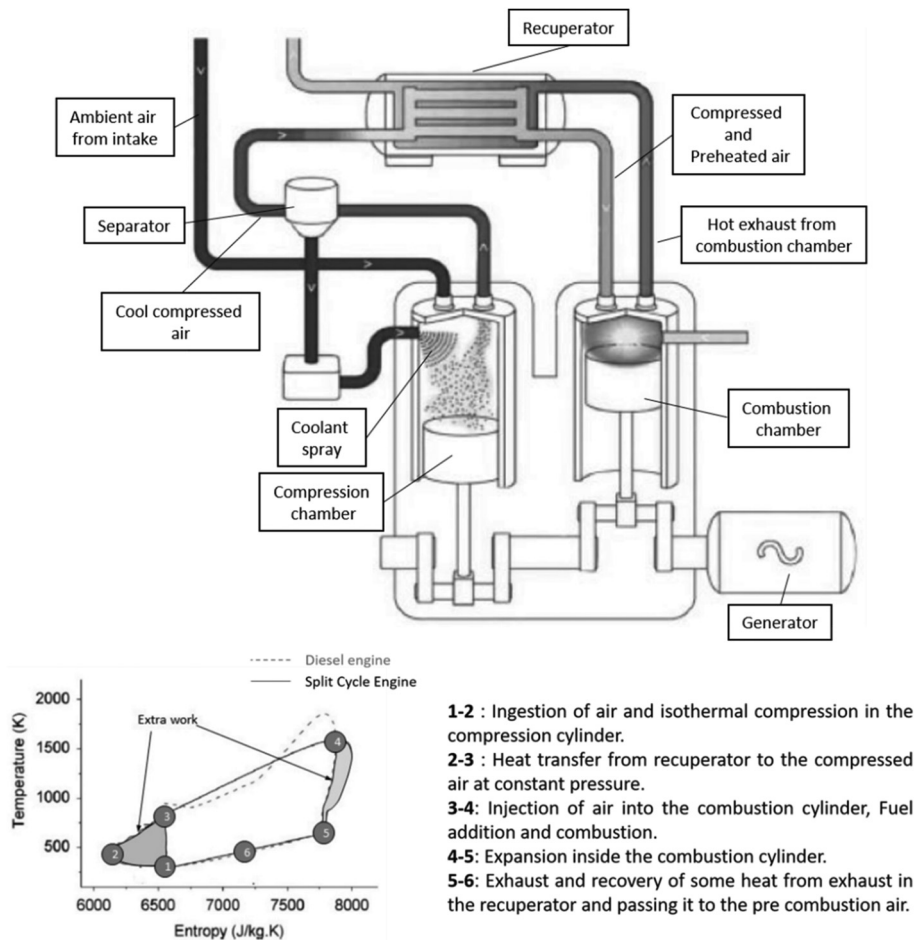 Recuperator
Ambient air
from intake
Compressed
and
Preheated air
Separator
Hot exhaust from
combustion chamber
Cool compressed
air
Coolant
spray
Combustion
chamber
Compression
chamber
Generator
Diesel engine
Split Cycle Engine
Temperature (K)
2000
1500
1000
500
Extra work
1
2
3
4
5
6
6000
6500
7000
7500
8000
Entropy (J/kg.K)
1-2 : Ingestion of air and isothermal compression in the
compression cylinder.
2-3 : Heat transfer from recuperator to the compressed
air at constant pressure.
3-4: Injection of air into the combustion cylinder, Fuel
addition and combustion.
4-5: Expansion inside the combustion cylinder.
5-6: Exhaust and recovery of some heat from exhaust in
the recuperator and passing it to the pre combustion air.